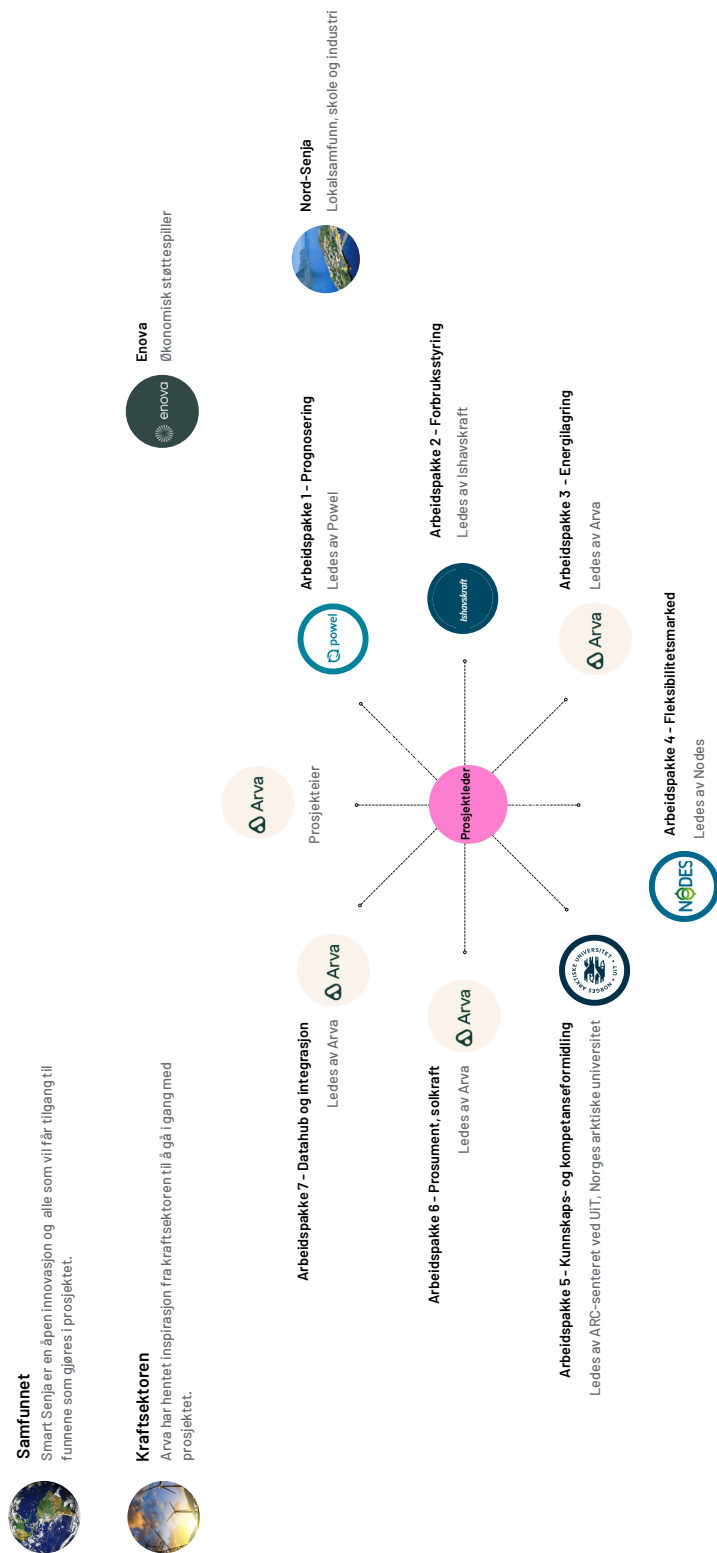 Samfunnet
Smart Senja er en åpen innovasjon og alle som vil får tilgang til
funnene som gjøres i prosjektet.
Kraftsektoren
Arva har hentet inspirasjon fra kraftsektoren til å gå i gang med
prosjektet.
enova
Enova
Økonomisk støttespiller
Nord-Senja
Lokalsamfunn, skole og industri
Arva
Prosjekteier
Prosjektleder
powel
Arbeidspakke 1 - Prognosering
Ledes av Powel
Ishavskraft
Arbeidspakke 2 - Forbruksstyring
Ledes av Ishavskraft
Arva
Arbeidspakke 3 - Energilagring
Ledes av Arva
NODES
Arbeidspakke 4 - Fleksibilitetsmarked
Ledes av Nodes
UIT • NORGES ARKTISKE UNIVERSITET •
Arbeidspakke 5 - Kunnskaps- og kompetanseformidling
Ledes av ARC-senteret ved UiT, Norges arktiske universitet
Arva
Arbeidspakke 6 - Prosument, solkraft
Ledes av Arva
Arva
Arbeidspakke 7 - Datahub og integrasjon
Ledes av Arva